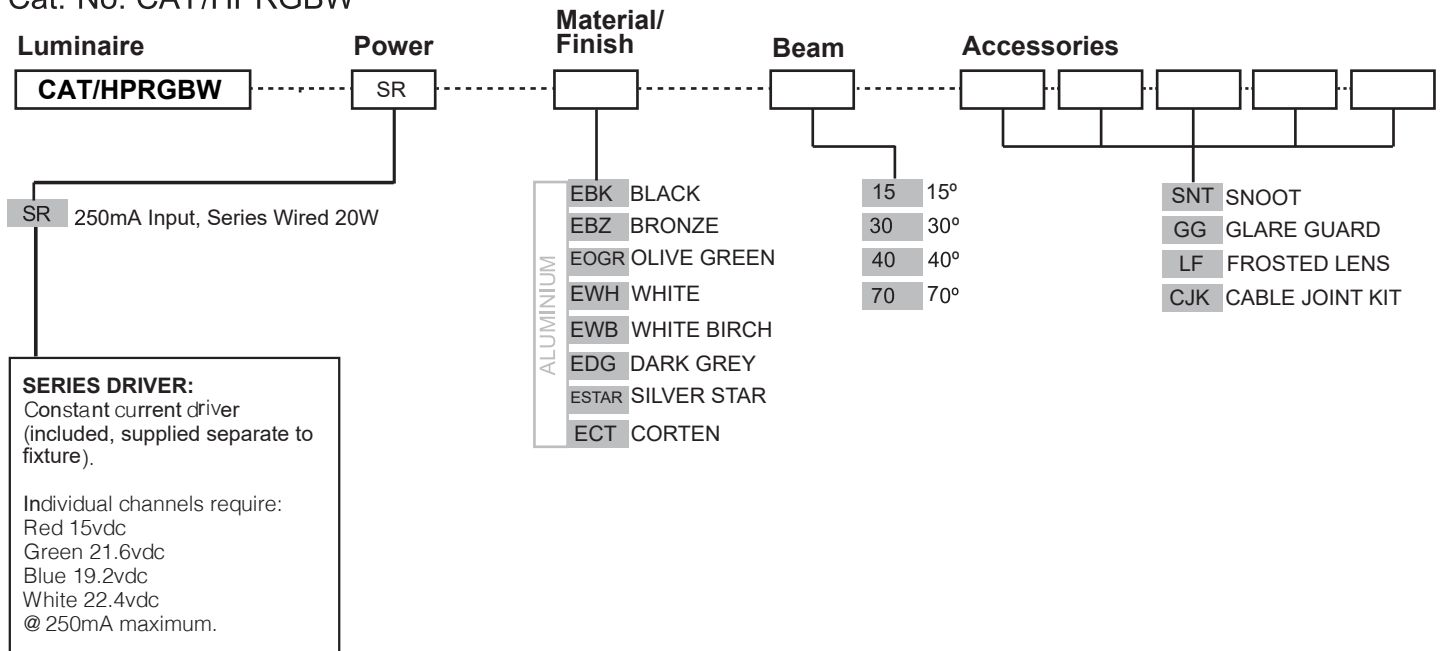 Cat. No. CAT/HPRGBW
Luminaire
Power
Material/
Finish
Beam
Accessories
CAT/HPRGBW
SR
SR 250mA Input, Series Wired 20W
SERIES DRIVER:
Constant current driver
(included, supplied separate to
fixture).
Individual channels require:
Red 15vdc
Green 21.6vdc
Blue 19.2vdc
White 22.4vdc
@ 250mA maximum.
ALUMINIUM
EBK BLACK
EBZ BRONZE
EOGR OLIVE GREEN
EWH WHITE
EWB WHITE BIRCH
EDG DARK GREY
ESTAR SILVER STAR
ECT CORTEN
15 15º
30 30º
40 40º
70 70º
SNT SNOOT
GG GLARE GUARD
LF FROSTED LENS
CJK CABLE JOINT KIT